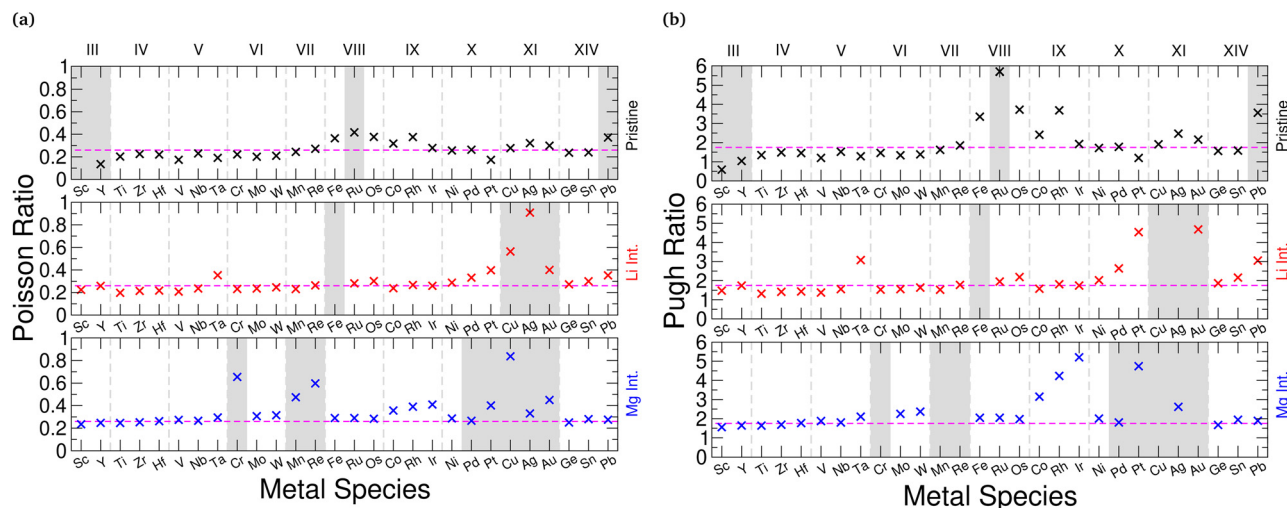 (a)
III IV V VI VII VIII IX X XI XIV
1
0.8
0.6
0.4
0.2
0
Sc Y Ti Zr Hf V Nb Ta Cr Mo W Mn Re Fe Ru Os Co Rh Ir Ni Pd Pt Cu Ag Au Ge Sn Pb
Pristine
1
0.8
0.6
0.4
0.2
0
Sc Y Ti Zr Hf V Nb Ta Cr Mo W Mn Re Fe Ru Os Co Rh Ir Ni Pd Pt Cu Ag Au Ge Sn Pb
Li Int.
1
0.8
0.6
0.4
0.2
0
Sc Y Ti Zr Hf V Nb Ta Cr Mo W Mn Re Fe Ru Os Co Rh Ir Ni Pd Pt Cu Ag Au Ge Sn Pb
Mg Int.
Poisson Ratio
Metal Species
(b)
III IV V VI VII VIII IX X XI XIV
6
5
4
3
2
1
0
Sc Y Ti Zr Hf V Nb Ta Cr Mo W Mn Re Fe Ru Os Co Rh Ir Ni Pd Pt Cu Ag Au Ge Sn Pb
Pristine
6
5
4
3
2
1
0
Sc Y Ti Zr Hf V Nb Ta Cr Mo W Mn Re Fe Ru Os Co Rh Ir Ni Pd Pt Cu Ag Au Ge Sn Pb
Li Int.
6
5
4
3
2
1
0
Sc Y Ti Zr Hf V Nb Ta Cr Mo W Mn Re Fe Ru Os Co Rh Ir Ni Pd Pt Cu Ag Au Ge Sn Pb
Mg Int.
Pugh Ratio
Metal Species